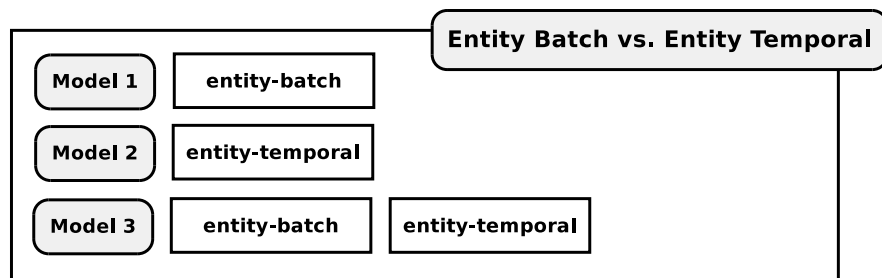 Entity Batch vs. Entity Temporal
Model 1 entity-batch
Model 2 entity-temporal
Model 3 entity-batch entity-temporal